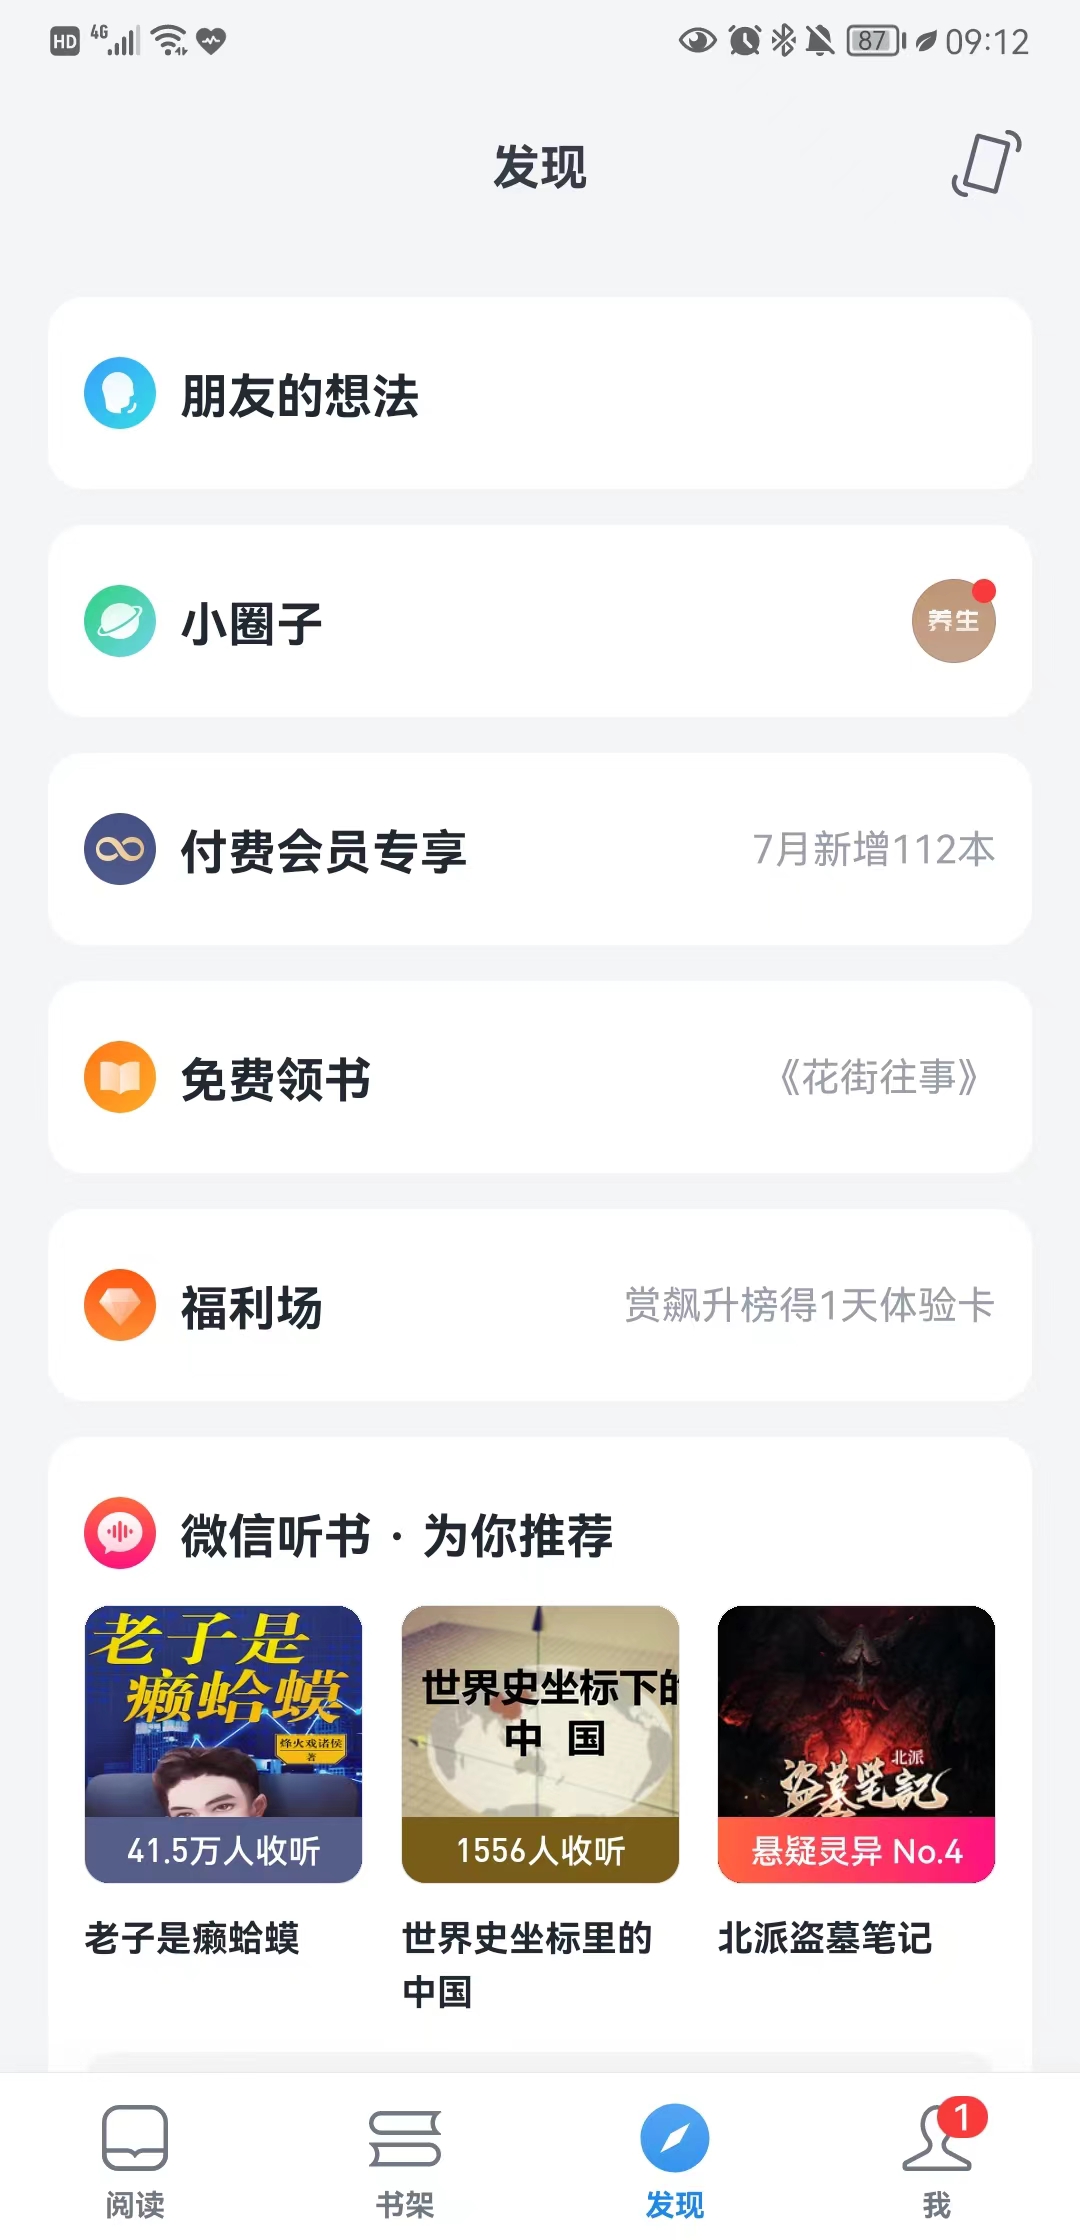 HD 4G 87 09:12
发现
朋友的想法
小圈子
养生
付费会员专享
7月新增112本
免费领书
《花街往事》
福利场
赏飙升榜得1天体验卡
微信听书 · 为你推荐
老子是
癞蛤蟆
烽火戏诸侯
著
41.5万人收听
世界史坐标下的
中 国
1556人收听
北派
盗墓笔記
悬疑灵异 No.4
老子是癞蛤蟆
世界史坐标里的
中国
北派盗墓笔记
阅读
书架
发现
1
我